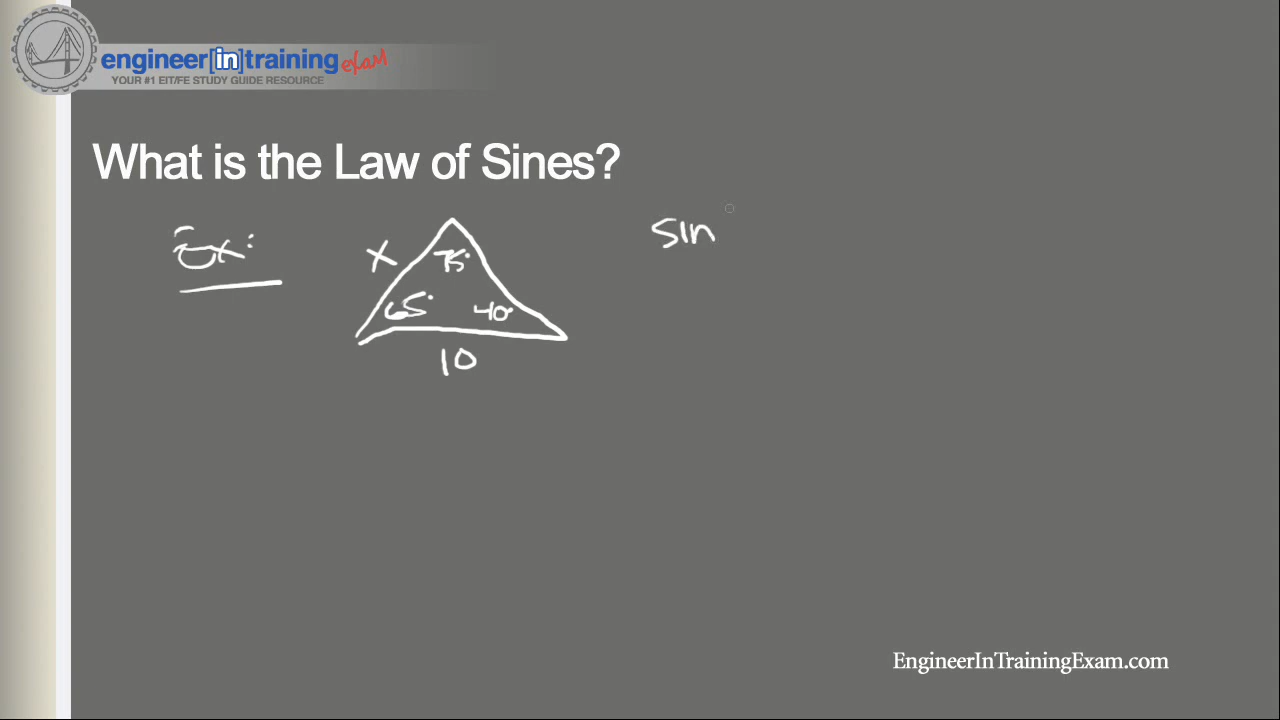 engineer[in]training exam
YOUR #1 EIT/FE STUDY GUIDE RESOURCE
What is the Law of Sines?
Ex:
x
75°
65°
40°
10
sin
EngineerInTrainingExam.com